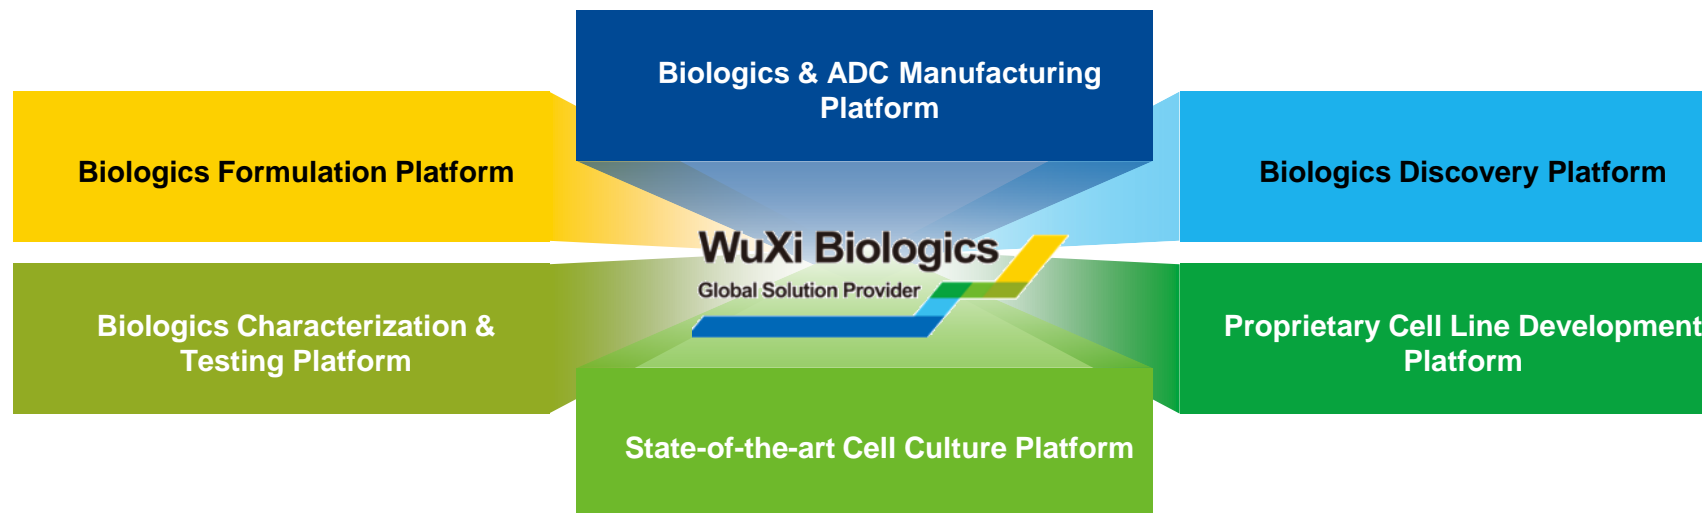 Biologics & ADC Manufacturing
Platform
Biologics Formulation Platform
Biologics Discovery Platform
WuXi Biologics
Global Solution Provider
Biologics Characterization &
Testing Platform
Proprietary Cell Line Development
Platform
State-of-the-art Cell Culture Platform